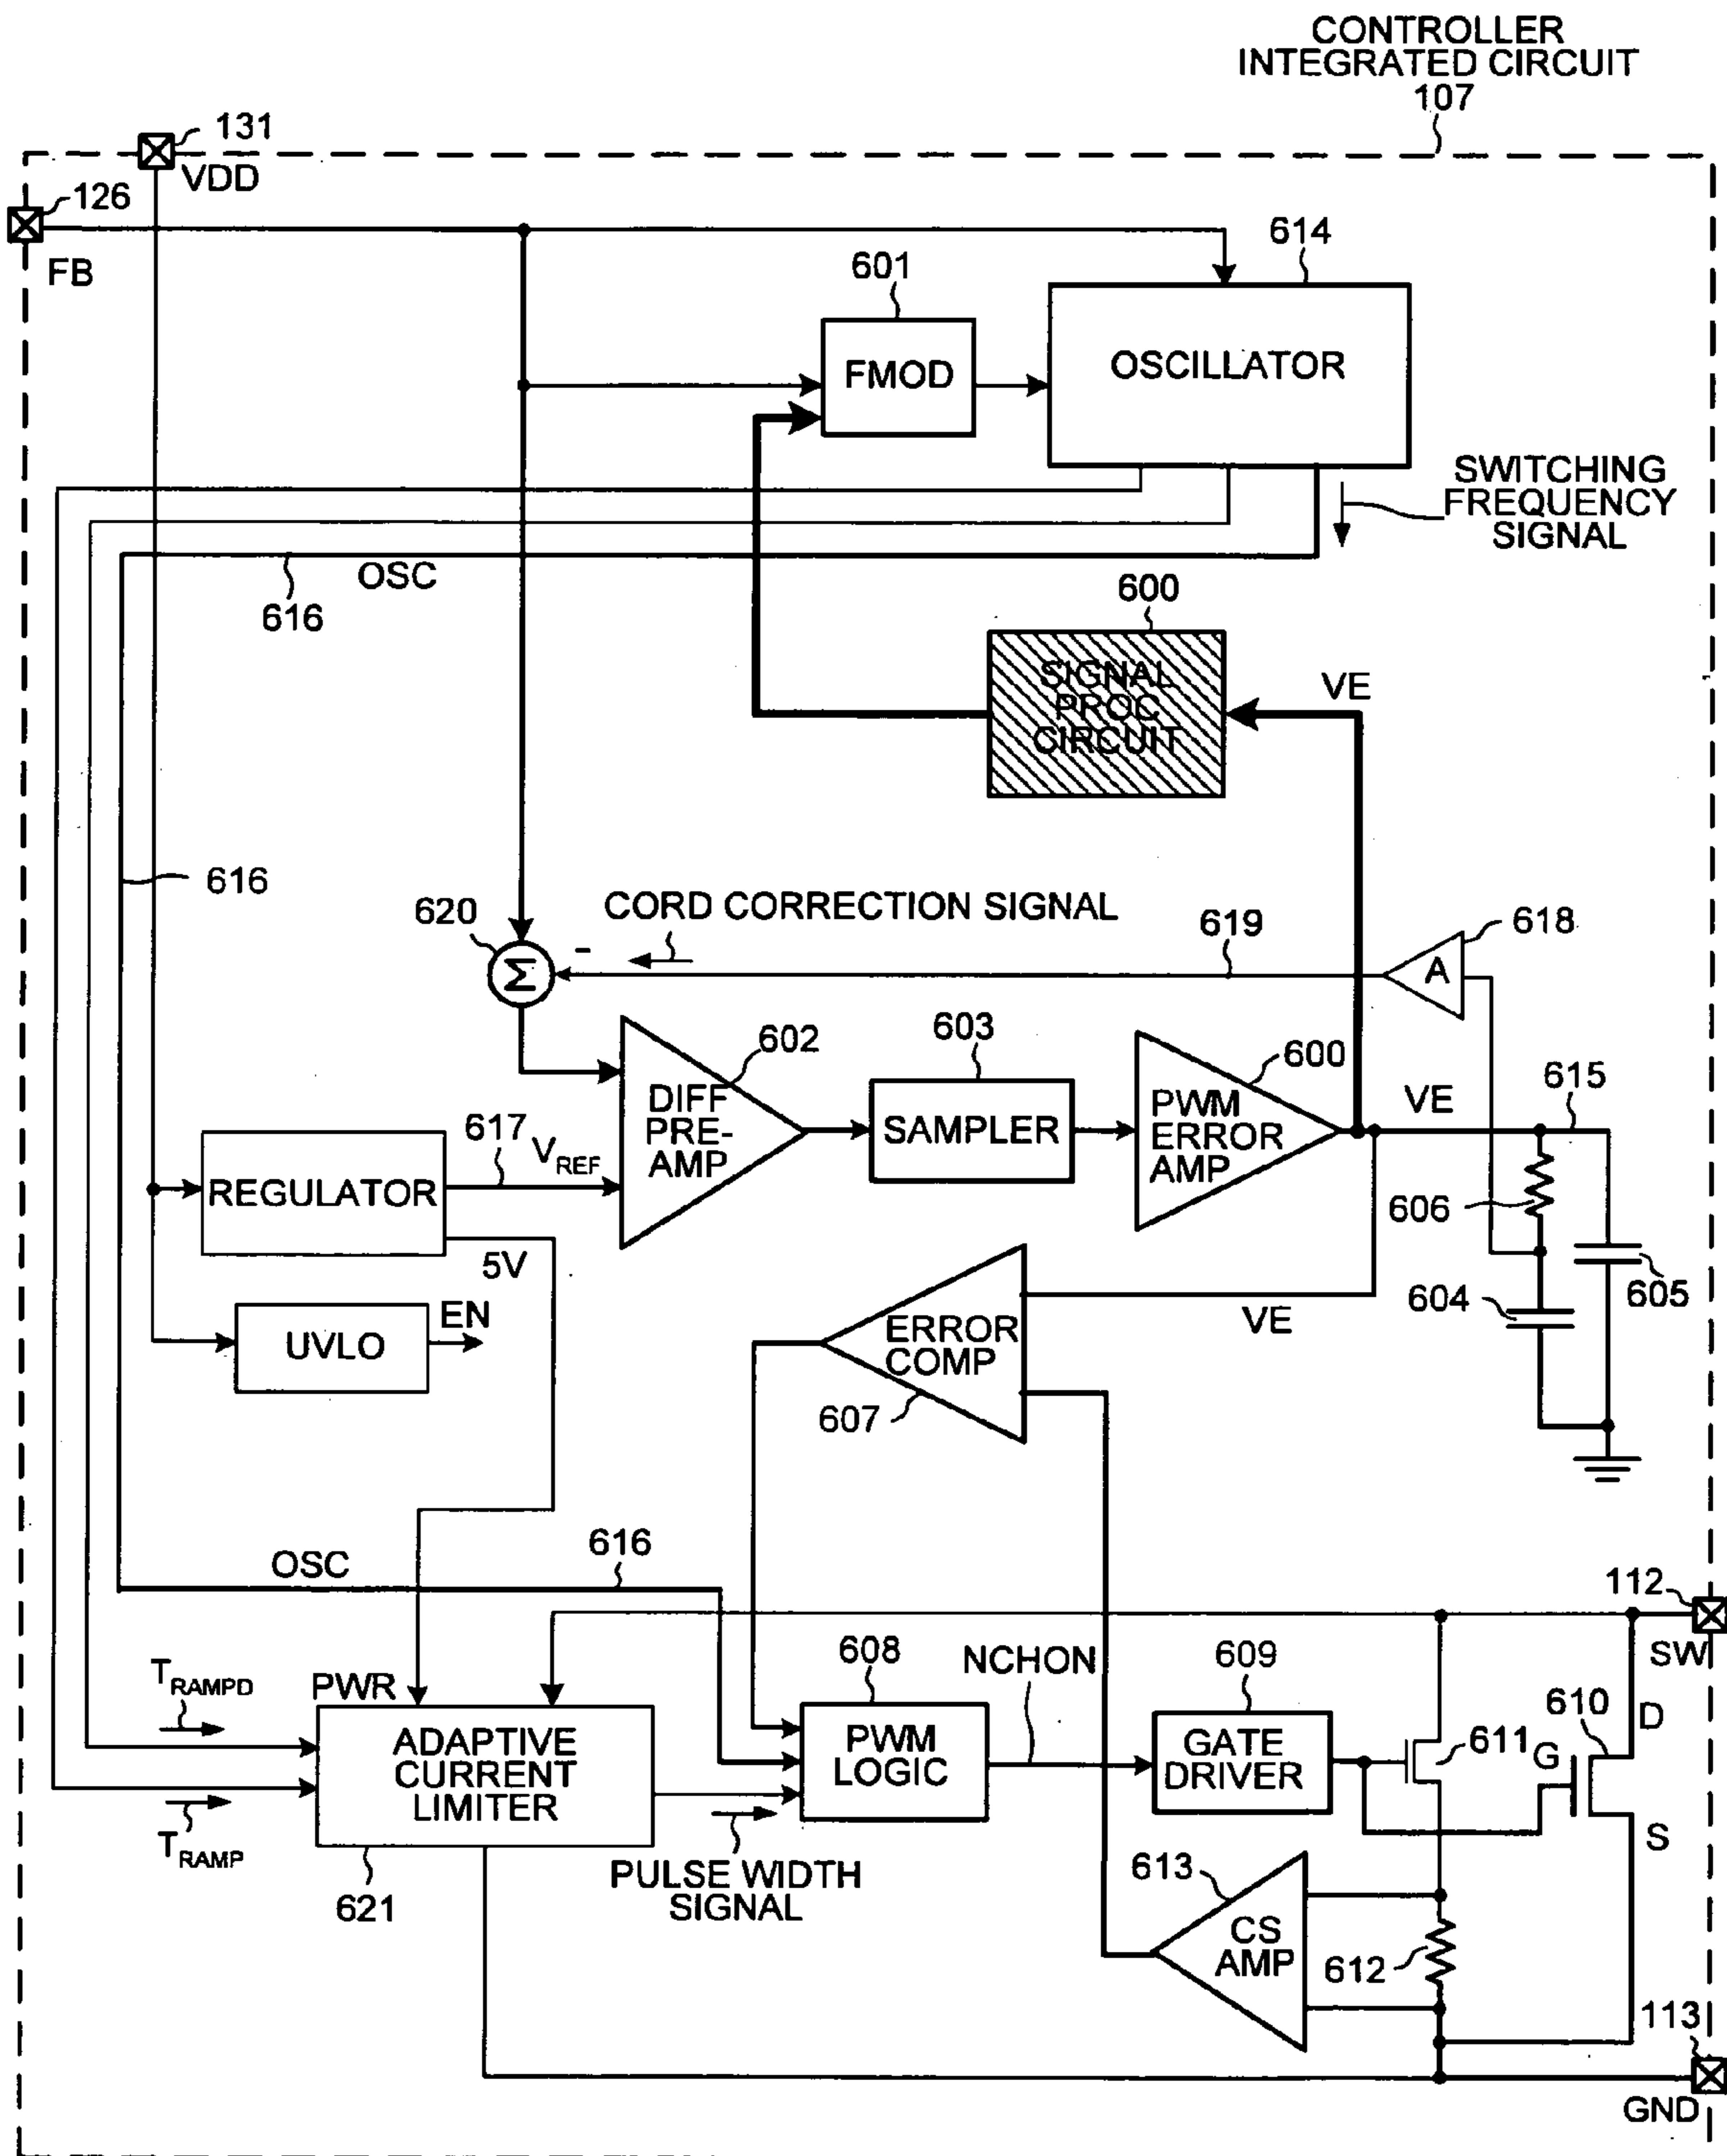 CONTROLLER
INTEGRATED CIRCUIT
107
131
VDD
126
FB
614
601
FMOD
OSCILLATOR
SWITCHING
FREQUENCY
SIGNAL
OSC
616
600
SIGNAL
PROC
CIRCUIT
VE
616
CORD CORRECTION SIGNAL
620
-
Σ
619
618
A
602
603
600
615
DIFF
PRE-
AMP
SAMPLER
PWM
ERROR
AMP
VE
617
VREF
REGULATOR
606
5V
604
605
EN
UVLO
ERROR
COMP
VE
607
OSC
616
112
SW
608
NCHON
609
610
D
TRAMPD
PWR
ADAPTIVE
CURRENT
LIMITER
PWM
LOGIC
GATE
DRIVER
611
G
S
TRAMP
621
PULSE WIDTH
SIGNAL
613
CS
AMP
612
113
GND